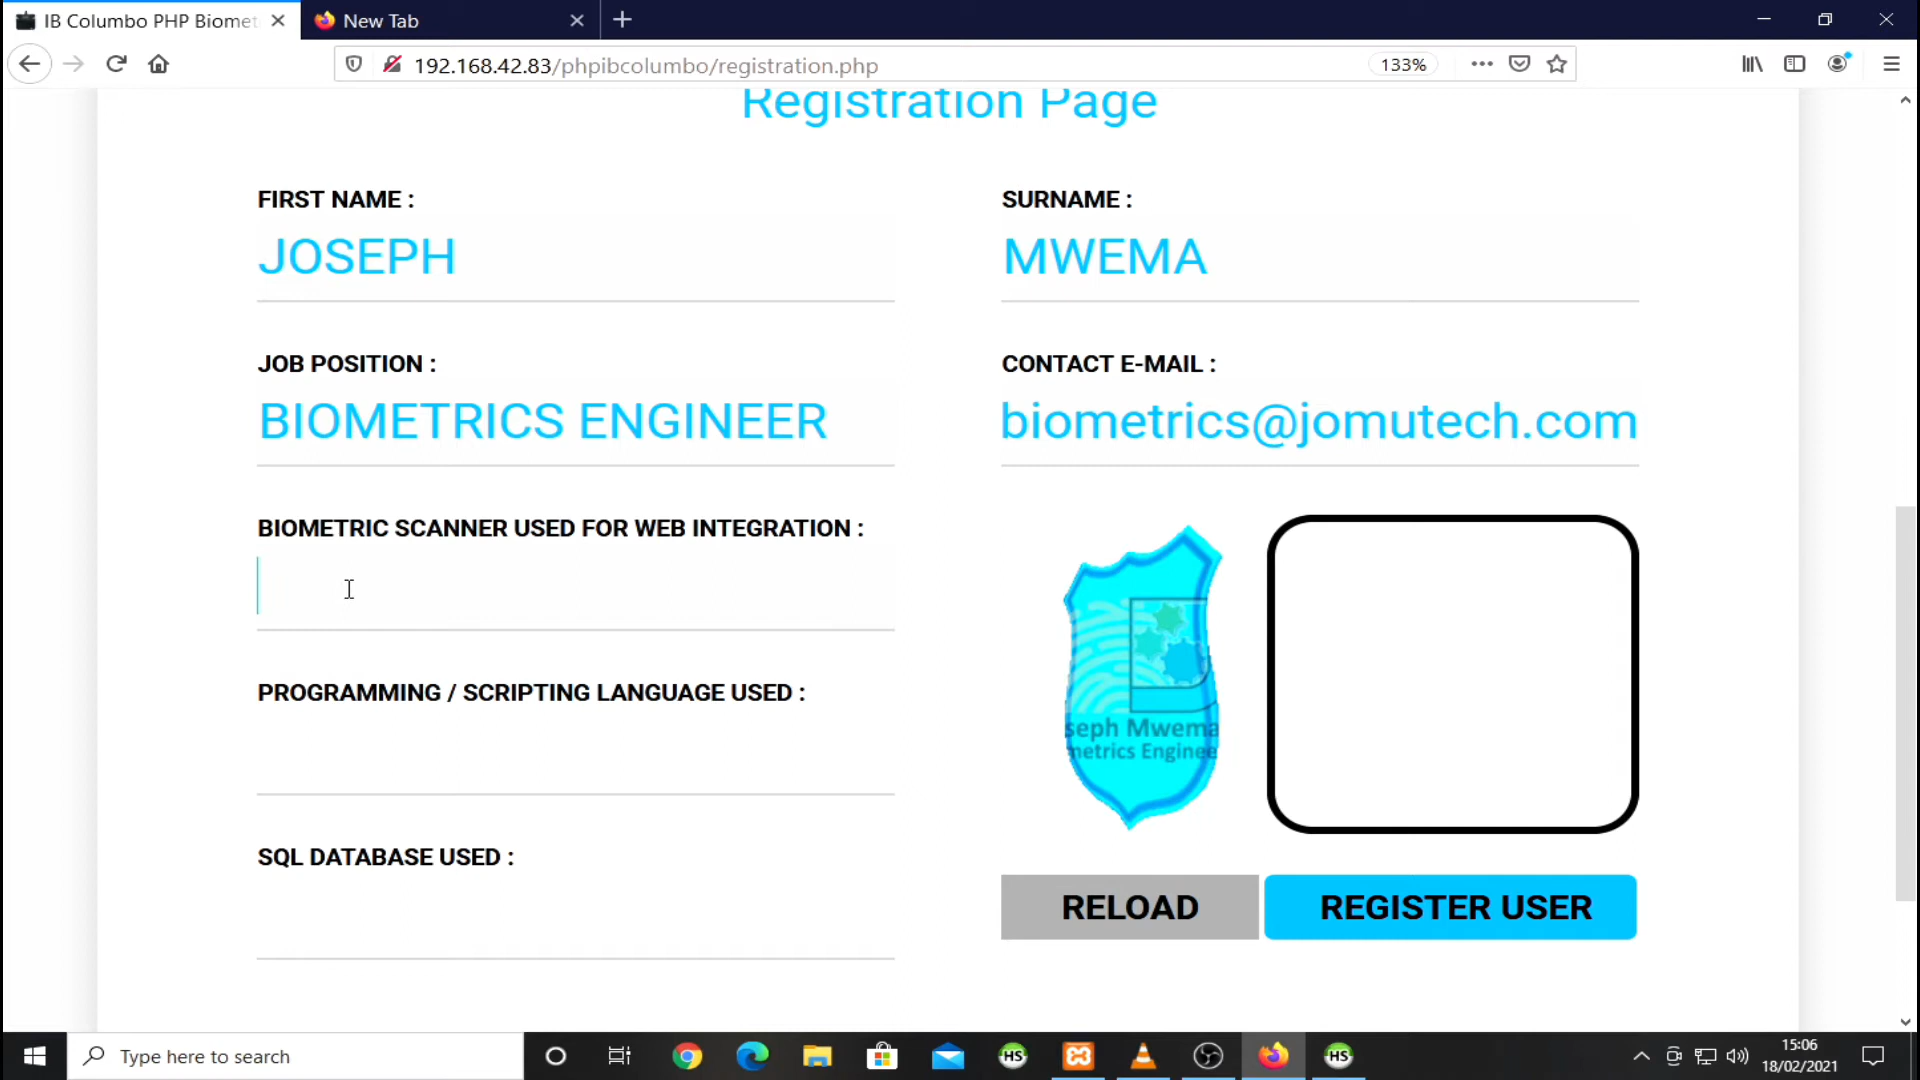 IB Columbo PHP Biomet
New Tab
192.168.42.83/phpibcolumbo/registration.php
133%
Registration Page
FIRST NAME :
SURNAME :
JOSEPH
MWEMA
JOB POSITION :
CONTACT E-MAIL :
BIOMETRICS ENGINEER
biometrics@jomutech.com
BIOMETRIC SCANNER USED FOR WEB INTEGRATION :
PROGRAMMING / SCRIPTING LANGUAGE USED :
seph Mwema
metrics Enginee
SQL DATABASE USED :
RELOAD
REGISTER USER
Type here to search
HS
HS
15:06
18/02/2021